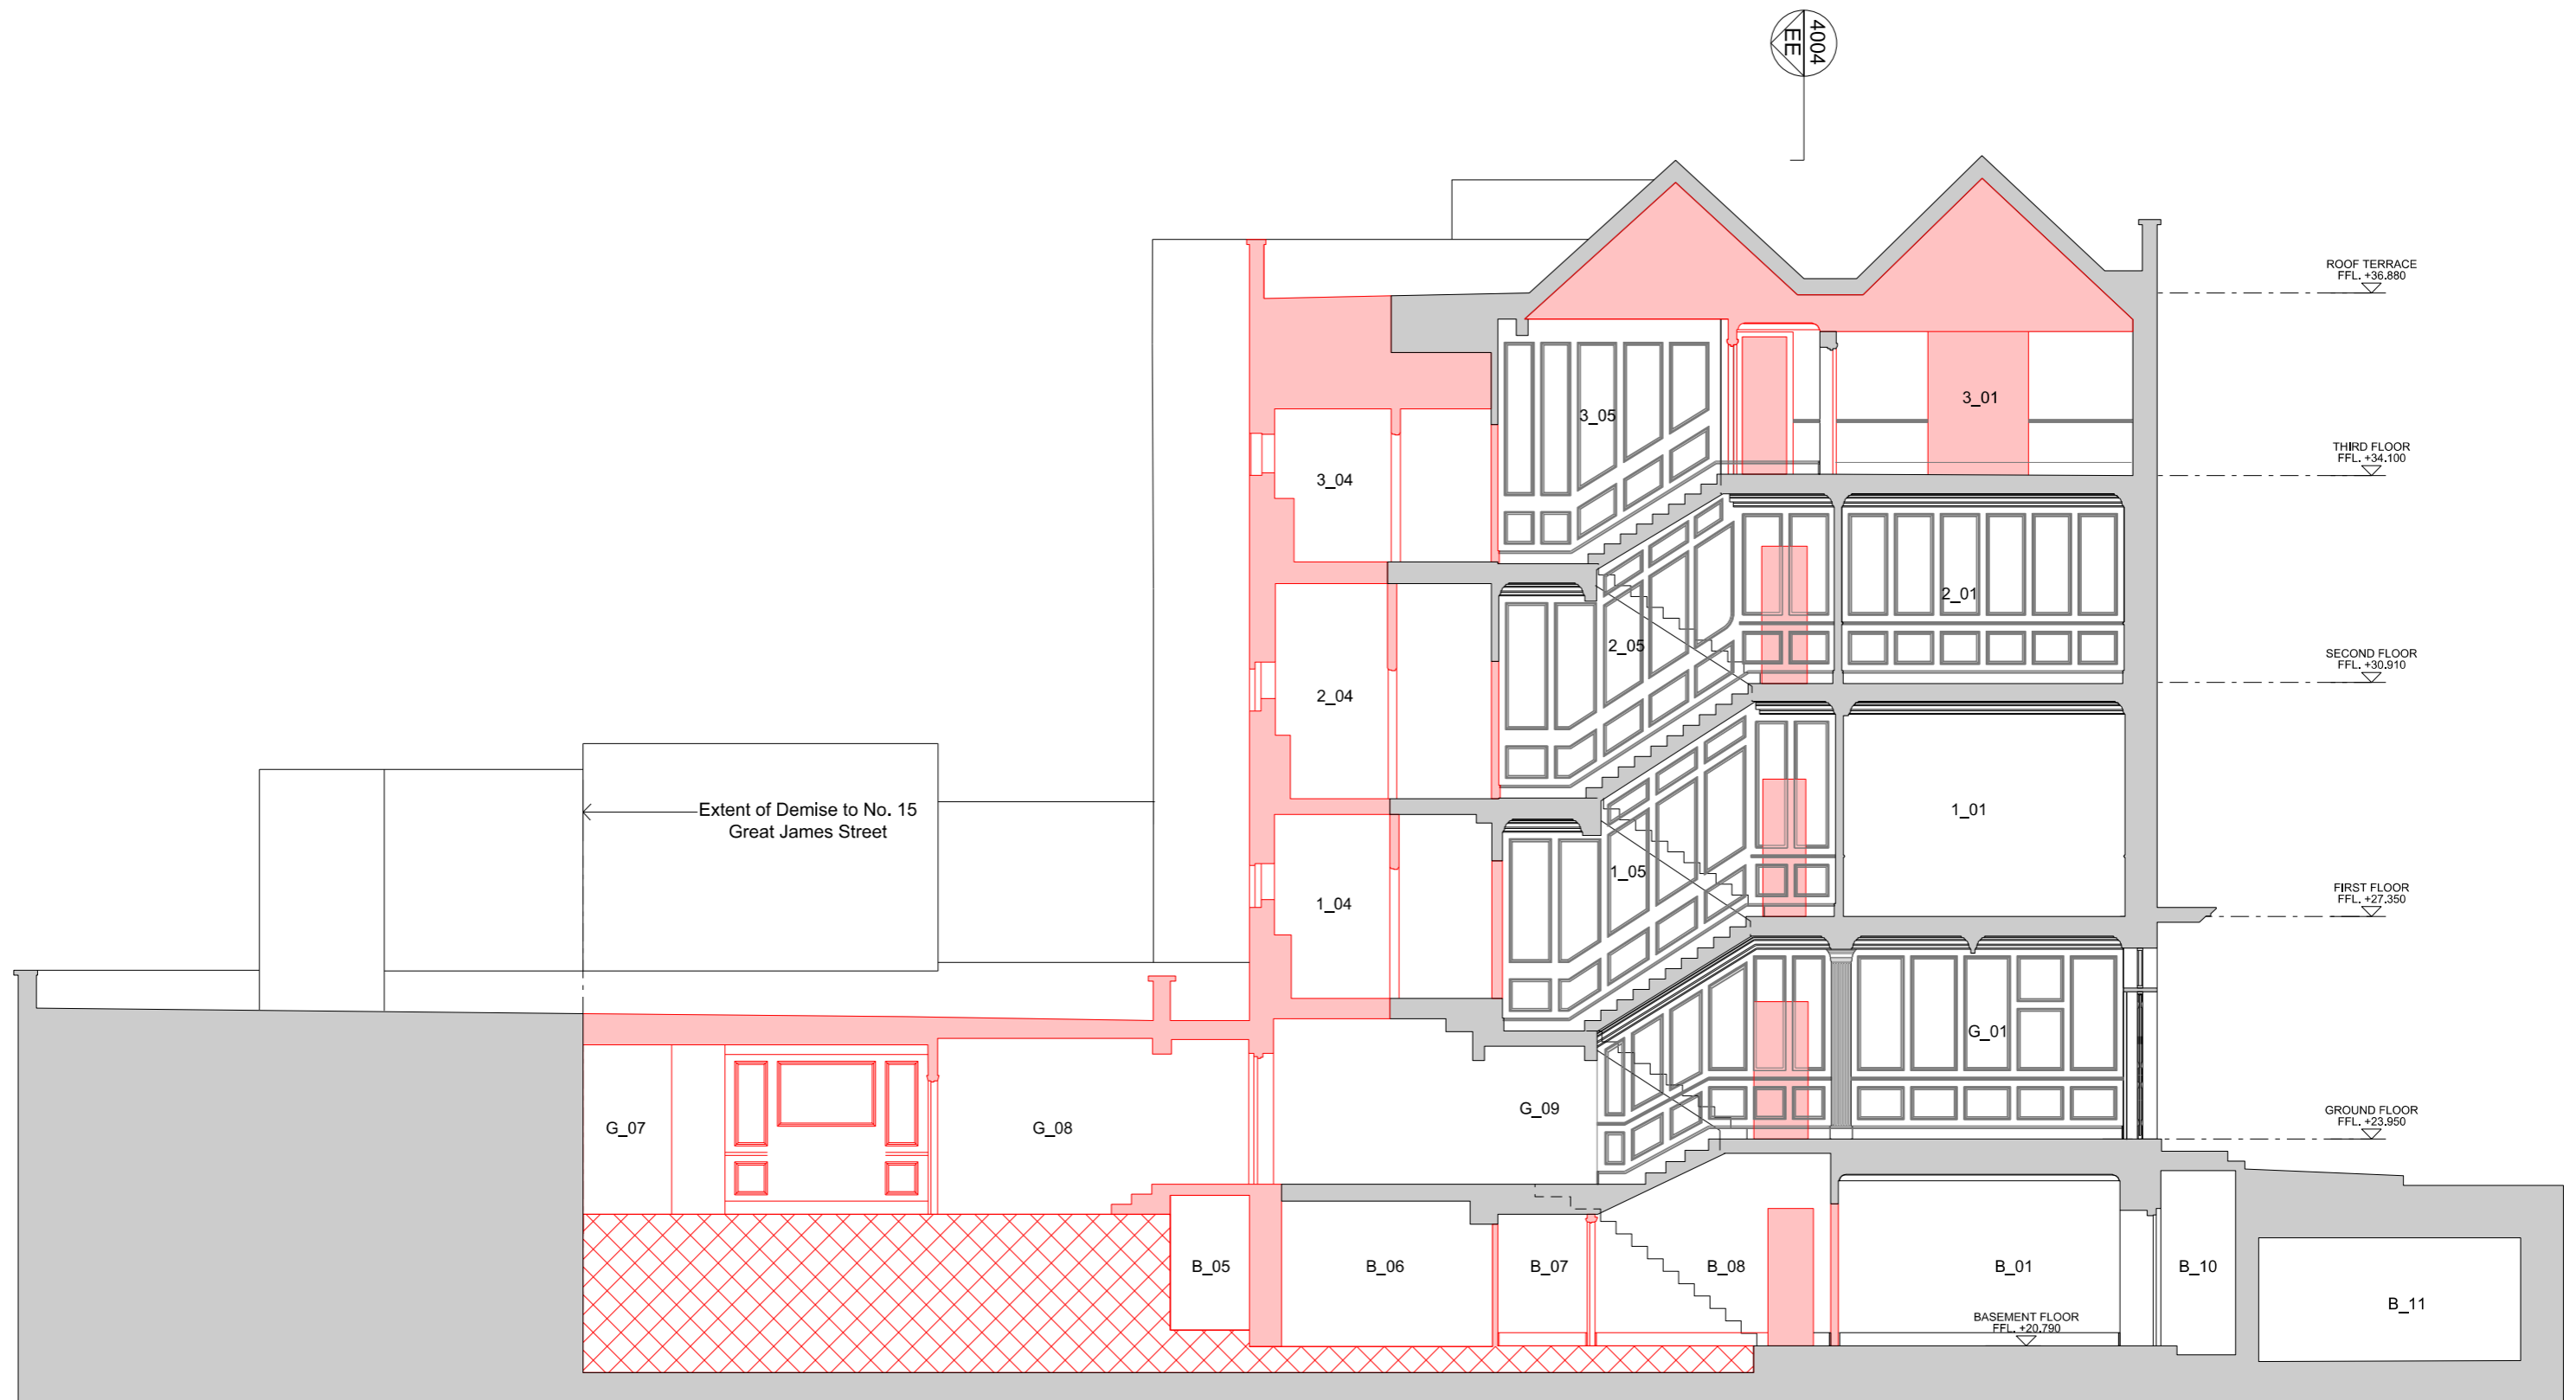 4004
EE
ROOF TERRACE
FFL. +36.880
3_01
3_05
THIRD FLOOR
FFL. +34.100
3_04
2_01
2_05
SECOND FLOOR
FFL. +30.910
2_04
Extent of Demise to No. 15
Great James Street
1_01
1_05
FIRST FLOOR
FFL. +27.350
1_04
G_01
G_09
GROUND FLOOR
FFL. +23.950
G_07
G_08
B_05
B_06
B_07
B_08
B_01
B_10
B_11
BASEMENT FLOOR
FFL. +20.790